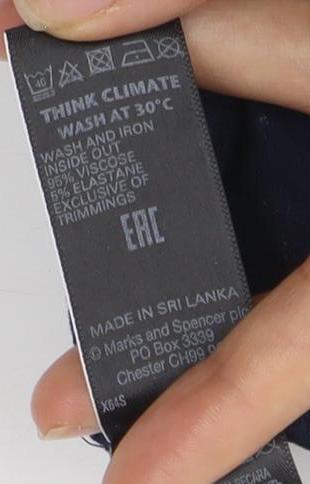 40
THINK CLIMATE
WASH AT 30°C
WASH AND IRON
INSIDE OUT
95% VISCOSE
5% ELASTANE
EXCLUSIVE OF
TRIMMINGS
EAC
MADE IN SRI LANKA
© Marks and Spencer plc
PO Box 3339
Chester CH99
X64S